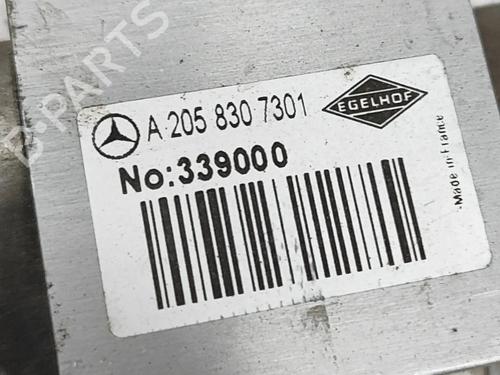 B-PARTS
A 205 830 7301
EGELHOF
No:339000
Made in France